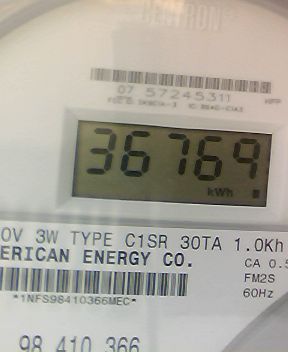 CENTRON
07 57245311
36769
kWh
0V 3W TYPE C1SR 30TA 1.0Kh
ERICAN ENERGY CO.
CA 0.5
FM2S
60Hz
*1NFS98410366MEC*
98 410 366